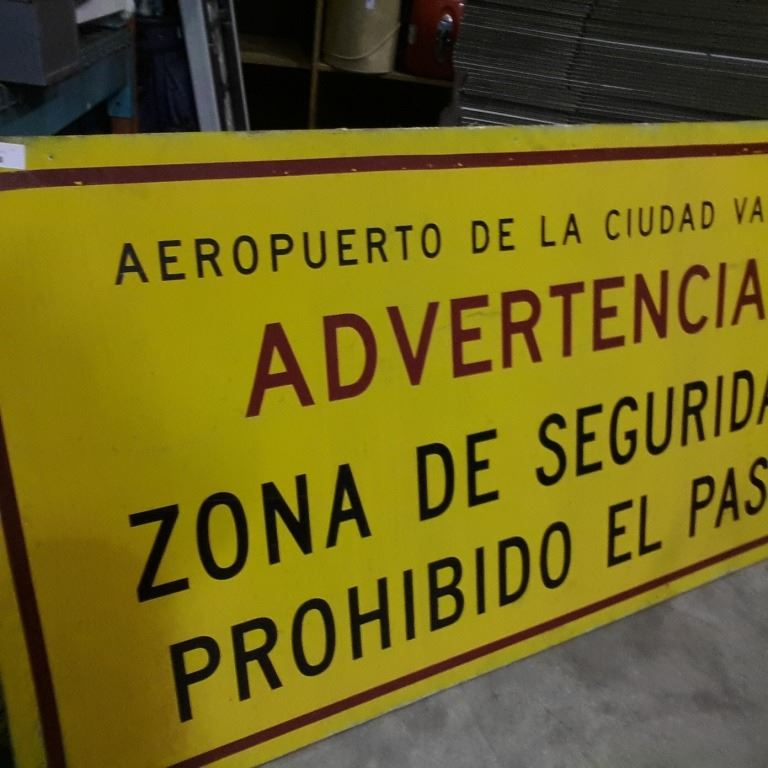 AEROPUERTO DE LA CIUDAD VA
ADVERTENCIA
ZONA DE SEGURIDA
PROHIBIDO EL PAS